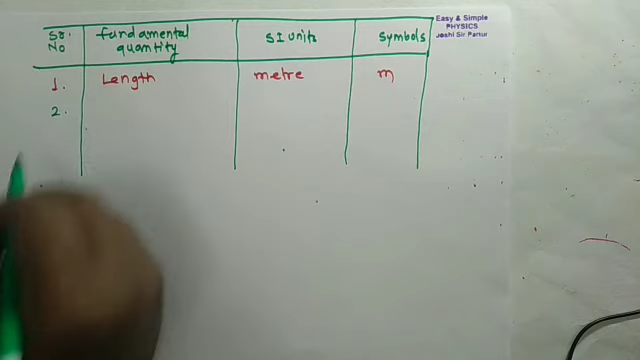 Sr. No
fundamental quantity
SI units
Symbols
1. Length metre m
2.
Easy & Simple
PHYSICS
Joshi Sir Partur